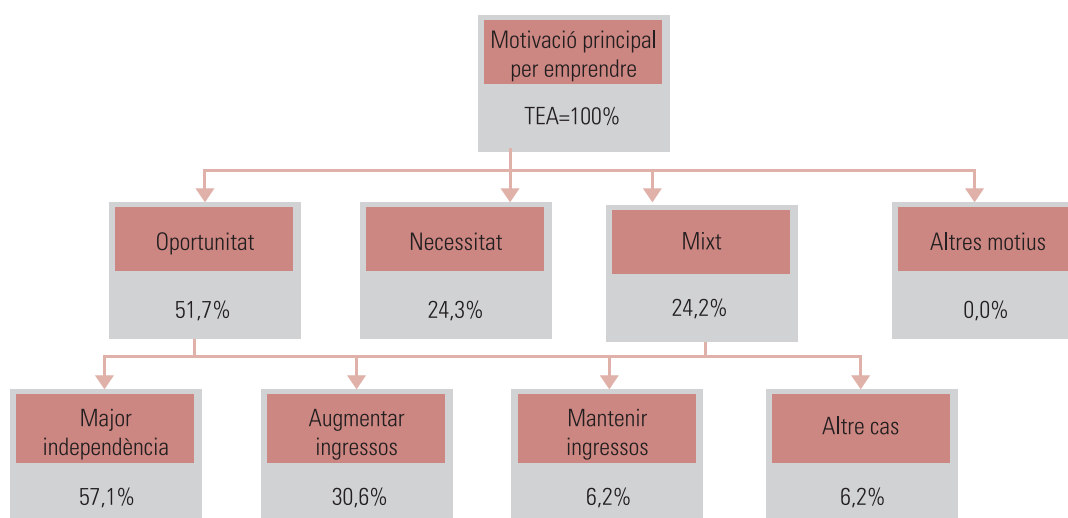 Motivació principal
per emprendre
TEA=100%
Oportunitat
51,7%
Necessitat
24,3%
Mixt
24,2%
Altres motius
0,0%
Major
independència
57,1%
Augmentar
ingressos
30,6%
Mantenir
ingressos
6,2%
Altre cas
6,2%